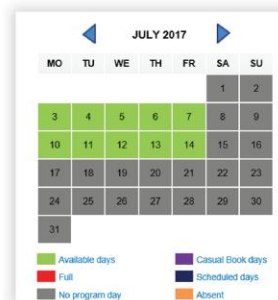 JULY 2017
MO TU WE TH FR SA SU
1 2
3 4 5 6 7 8 9
10 11 12 13 14 15 16
17 18 19 20 21 22 23
24 25 26 27 28 29 30
31
Available days Casual Book days
Full Scheduled days
No program day Absent